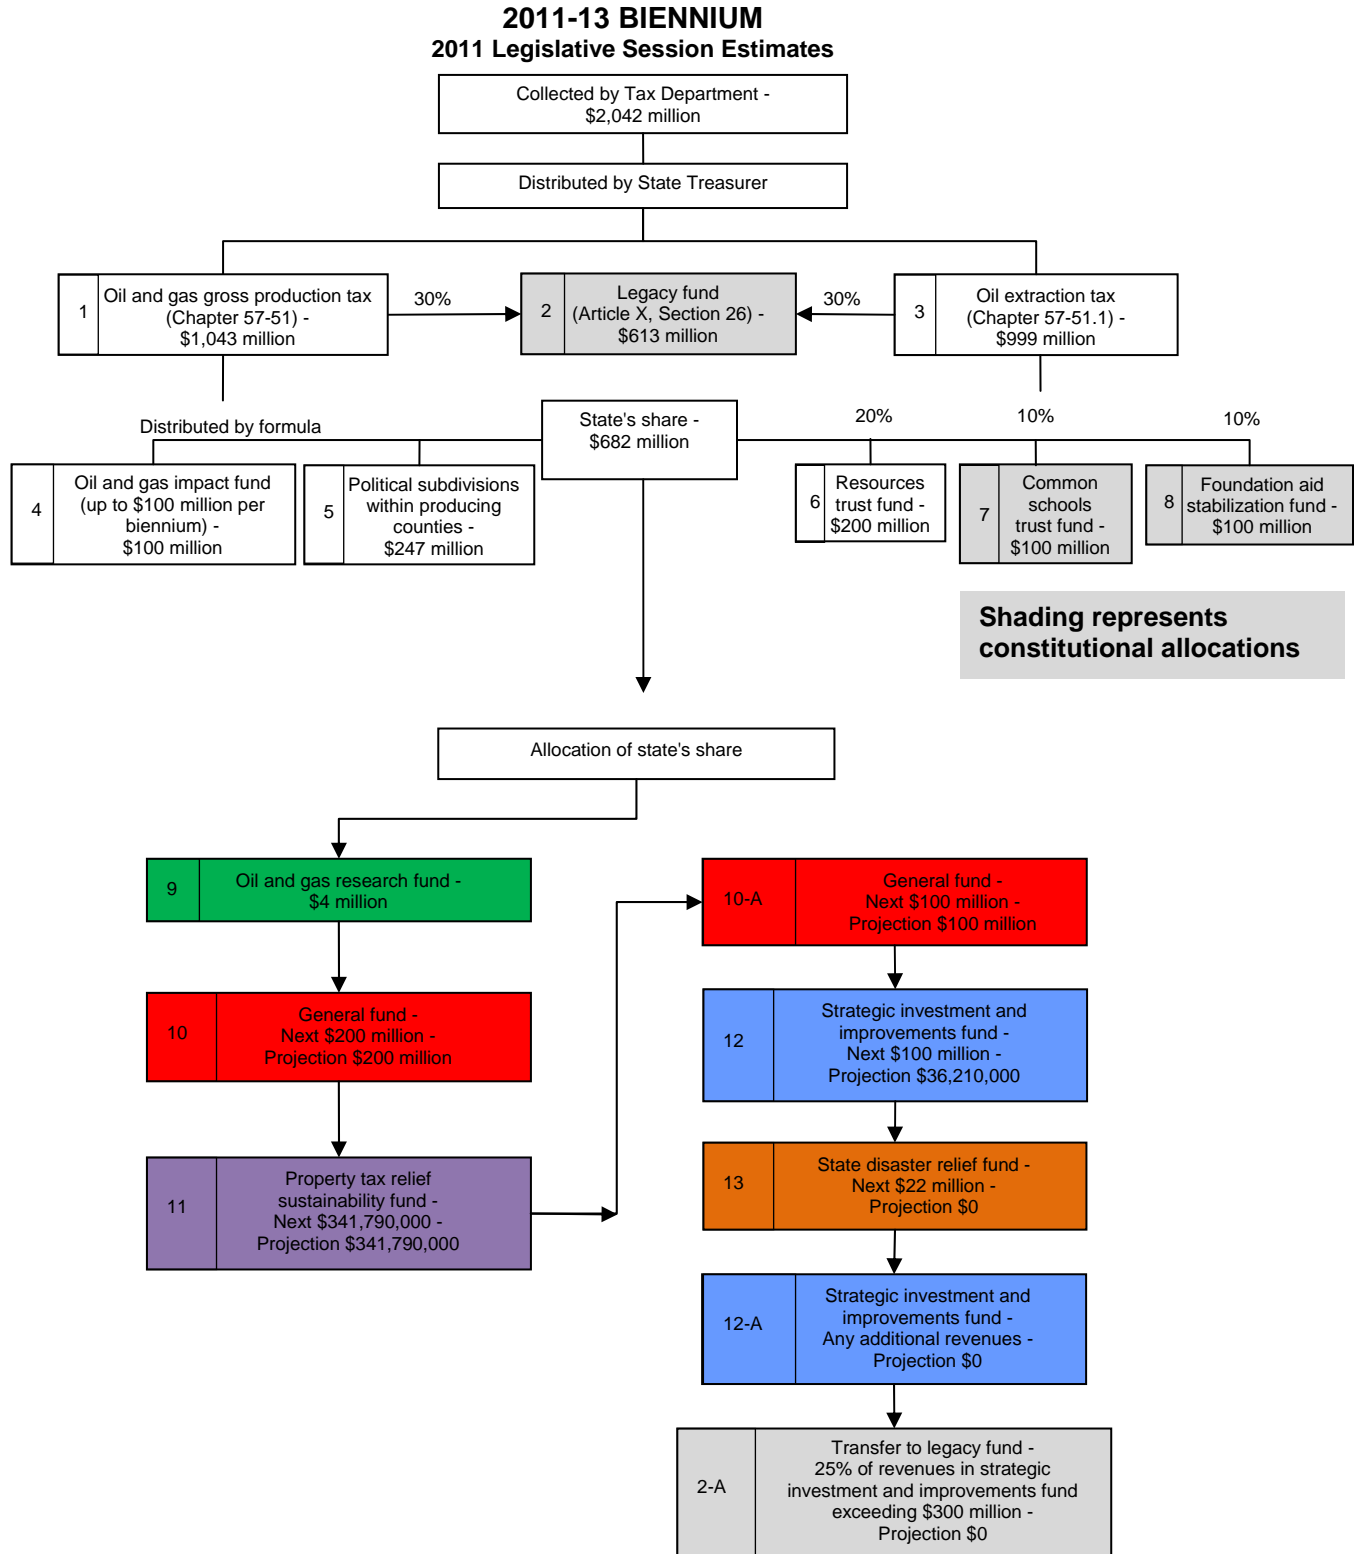 2011-13 BIENNIUM
2011 Legislative Session Estimates
Collected by Tax Department -
$2,042 million
Distributed by State Treasurer
1
Oil and gas gross production tax
(Chapter 57-51) -
$1,043 million
30%
2
Legacy fund
(Article X, Section 26) -
$613 million
30%
3
Oil extraction tax
(Chapter 57-51.1) -
$999 million
Distributed by formula
State's share -
$682 million
20%
10%
10%
4
Oil and gas impact fund
(up to $100 million per
biennium) -
$100 million
5
Political subdivisions
within producing
counties -
$247 million
6
Resources
trust fund -
$200 million
7
Common
schools
trust fund -
$100 million
8
Foundation aid
stabilization fund -
$100 million
Shading represents
constitutional allocations
Allocation of state's share
9
Oil and gas research fund -
$4 million
10
General fund -
Next $200 million -
Projection $200 million
11
Property tax relief
sustainability fund -
Next $341,790,000 -
Projection $341,790,000
10-A
General fund -
Next $100 million -
Projection $100 million
12
Strategic investment and
improvements fund -
Next $100 million -
Projection $36,210,000
13
State disaster relief fund -
Next $22 million -
Projection $0
12-A
Strategic investment and
improvements fund -
Any additional revenues -
Projection $0
2-A
Transfer to legacy fund -
25% of revenues in strategic
investment and improvements fund
exceeding $300 million -
Projection $0